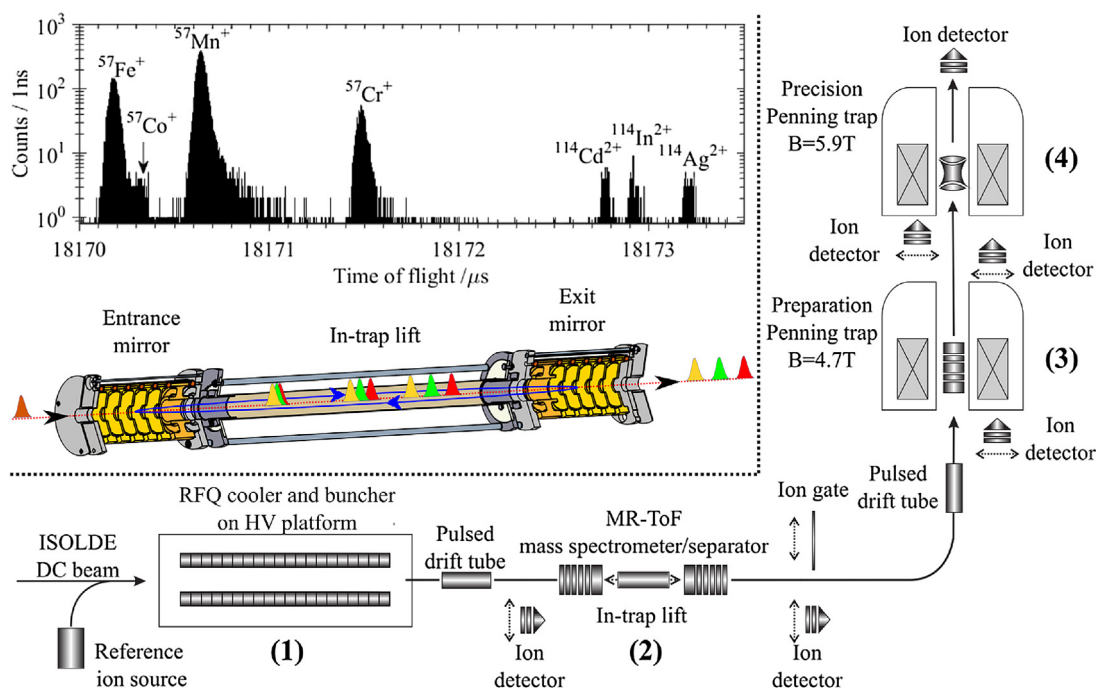 10³
10²
10¹
10⁰
Counts / 1ns
⁵⁷Fe⁺
⁵⁷Co⁺
⁵⁷Mn⁺
⁵⁷Cr⁺
¹¹⁴Cd²⁺
¹¹⁴In²⁺
¹¹⁴Ag²⁺
18170
18171
18172
18173
Time of flight /μs
Entrance
mirror
In-trap lift
Exit
mirror
Ion detector
Precision
Penning trap
B=5.9T
(4)
Ion
detector
Ion
detector
Preparation
Penning trap
B=4.7T
(3)
Ion
detector
Pulsed
drift tube
Ion gate
RFQ cooler and buncher
on HV platform
ISOLDE
DC beam
Reference
ion source
(1)
Pulsed
drift tube
Ion
detector
MR-ToF
mass spectrometer/separator
In-trap lift
(2)
Ion
detector